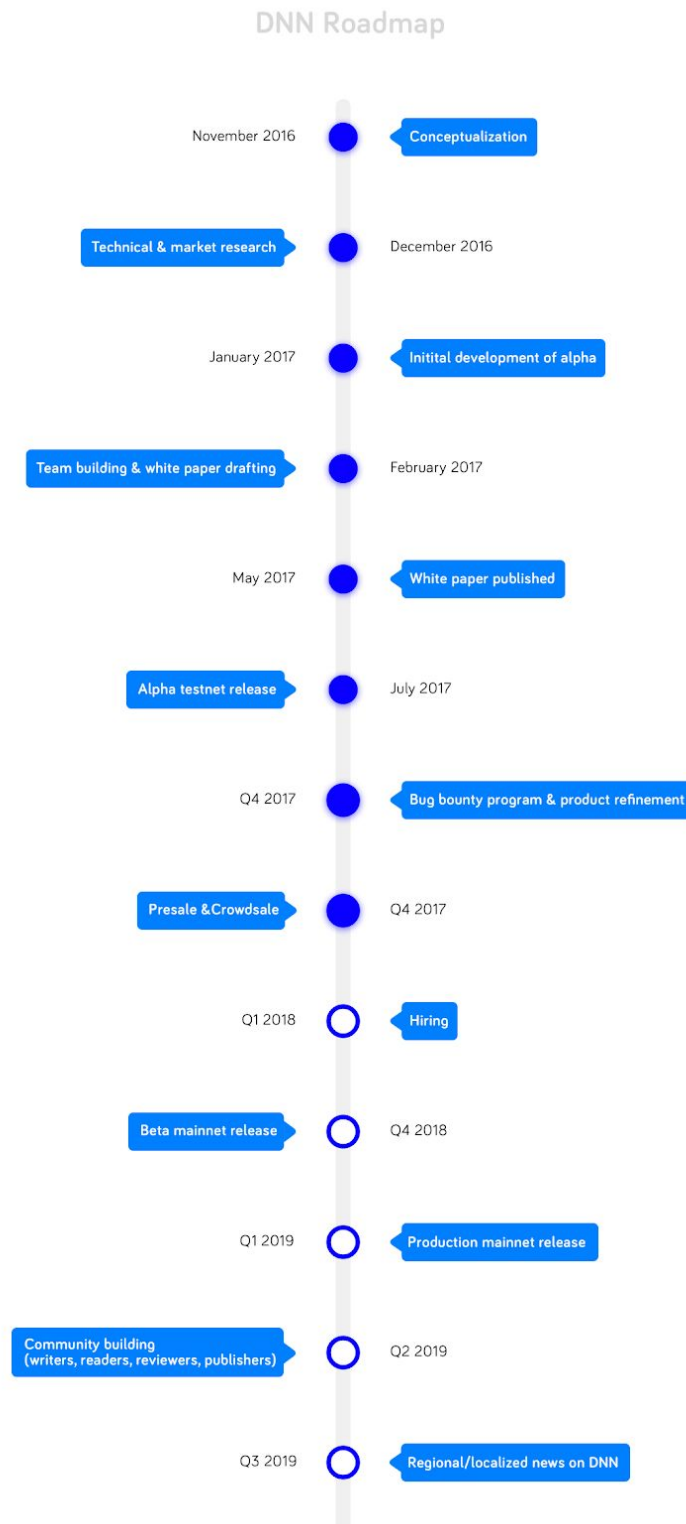 DNN Roadmap
November 2016
Conceptualization
Technical & market research
December 2016
January 2017
Initital development of alpha
Team building & white paper drafting
February 2017
May 2017
White paper published
Alpha testnet release
July 2017
Q4 2017
Bug bounty program & product refinement
Presale &Crowdsale
Q4 2017
Q1 2018
Hiring
Beta mainnet release
Q4 2018
Q1 2019
Production mainnet release
Community building
(writers, readers, reviewers, publishers)
Q2 2019
Q3 2019
Regional/localized news on DNN